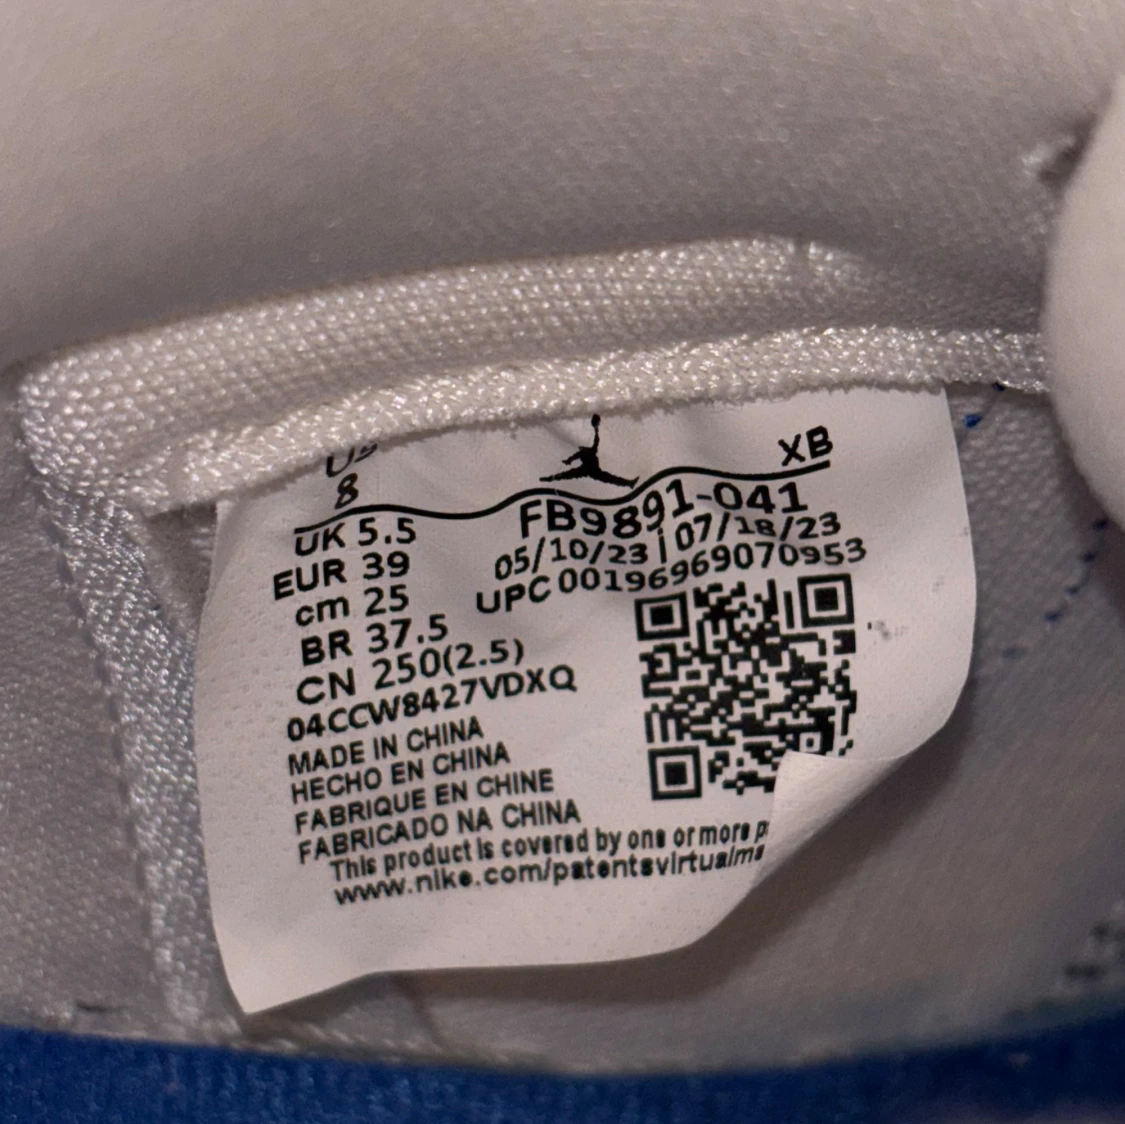 US
8
XB
UK 5.5
FB9891-041
EUR 39
05/10/23 | 07/18/23
cm 25
UPC 00196969070953
BR 37.5
CN 250(2.5)
04CCW8427VDXQ
MADE IN CHINA
HECHO EN CHINA
FABRIQUE EN CHINE
FABRICADO NA CHINA
This product is covered by one or more p
www.nike.com/patentsvirtualma